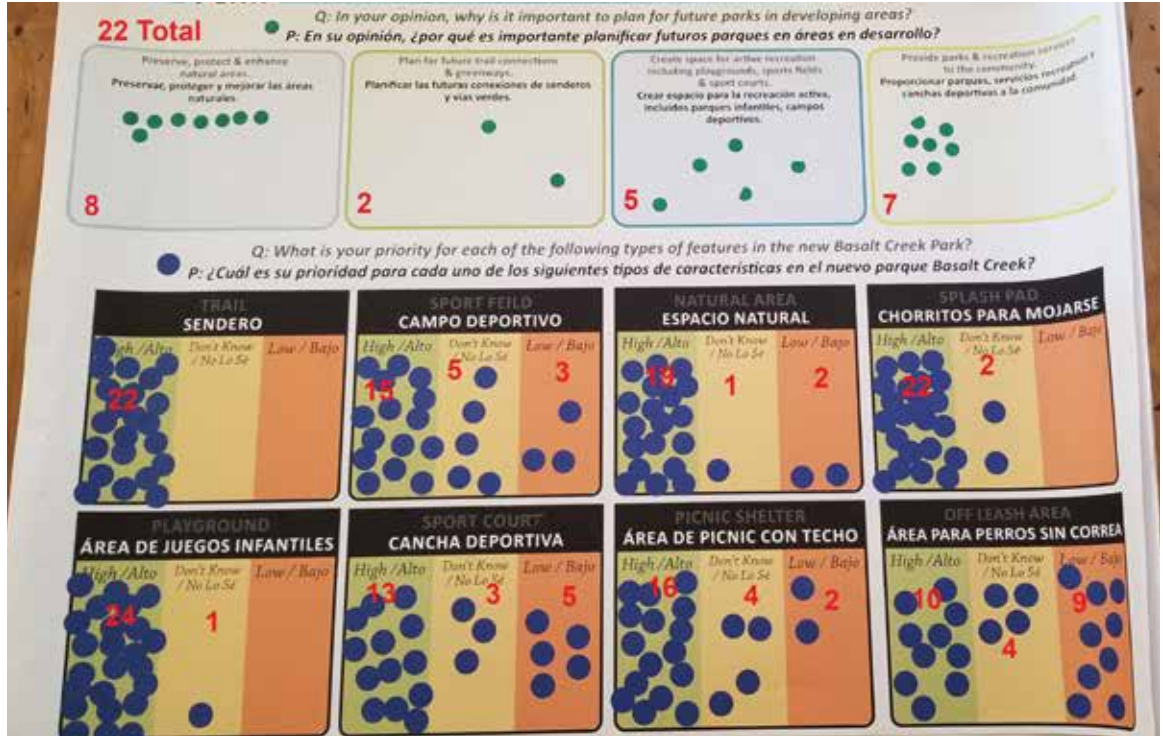 22 Total
Q: In your opinion, why is it important to plan for future parks in developing areas?
P: En su opinión, ¿por qué es importante planificar futuros parques en áreas en desarrollo?
Preserve, protect & enhance
natural areas.
Preservar, proteger y mejorar las áreas
naturales.
8
Plan for future trail connections
& greenways.
Planificar las futuras conexiones de senderos
y vías verdes.
2
Create space for active recreation
including playgrounds, sports fields
& sport courts.
Crear espacio para la recreación activa,
incluidos parques infantiles, campos
deportivos.
5
Provide parks & recreation services
to the community.
Proporcionar parques, servicios recreation y
canchas deportivas a la comunidad.
7
Q: What is your priority for each of the following types of features in the new Basalt Creek Park?
P: ¿Cuál es su prioridad para cada uno de los siguientes tipos de características en el nuevo parque Basalt Creek?
TRAIL
SENDERO
High /Alto
Don't Know
/ No Lo Sé
Low / Bajo
22
SPORT FEILD
CAMPO DEPORTIVO
High /Alto
Don't Know
/ No Lo Sé
Low / Bajo
15
5
3
NATURAL AREA
ESPACIO NATURAL
High /Alto
Don't Know
/ No Lo Sé
Low / Bajo
19
1
2
SPLASH PAD
CHORRITOS PARA MOJARSE
High /Alto
Don't Know
/ No Lo Sé
Low / Bajo
22
2
PLAYGROUND
ÁREA DE JUEGOS INFANTILES
High /Alto
Don't Know
/ No Lo Sé
Low / Bajo
24
1
SPORT COURT
CANCHA DEPORTIVA
High /Alto
Don't Know
/ No Lo Sé
Low / Bajo
13
3
5
PICNIC SHELTER
ÁREA DE PICNIC CON TECHO
High /Alto
Don't Know
/ No Lo Sé
Low / Bajo
16
4
2
OFF LEASH AREA
ÁREA PARA PERROS SIN CORREA
High /Alto
Don't Know
/ No Lo Sé
Low / Bajo
10
4
9